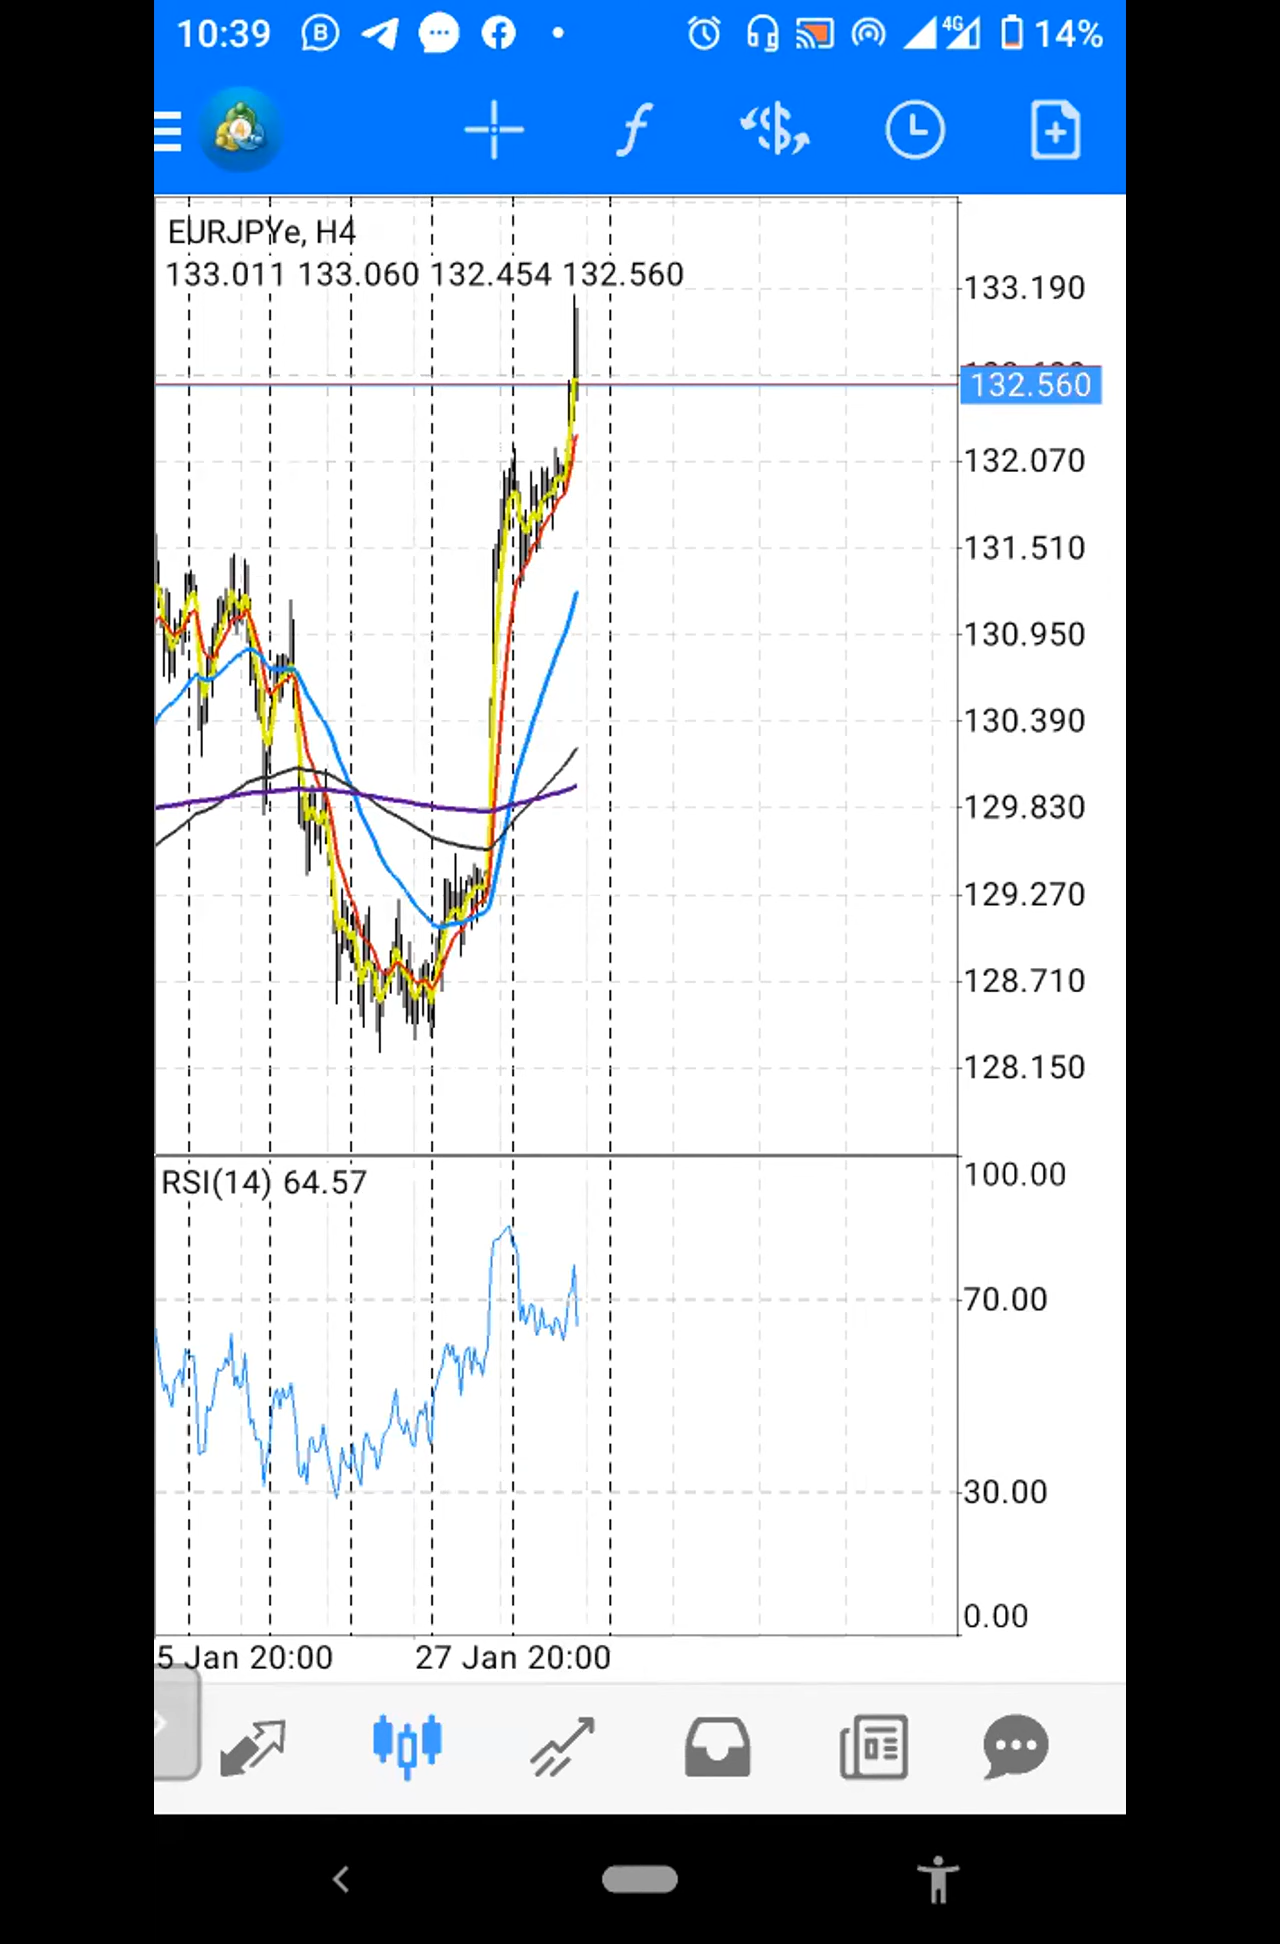 10:39
4G
14%
EURJPYe, H4
133.011 133.060 132.454 132.560
133.190
132.560
132.070
131.510
130.950
130.390
129.830
129.270
128.710
128.150
RSI(14) 64.57
100.00
70.00
30.00
0.00
5 Jan 20:00
27 Jan 20:00